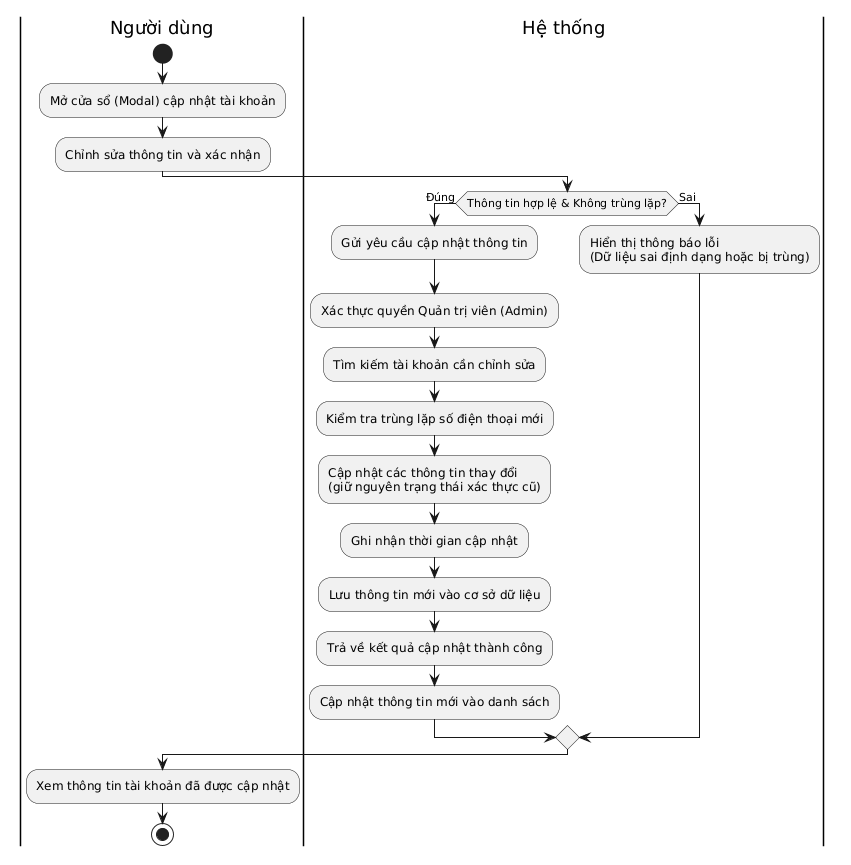 Người dùng
Hệ thống
Mở cửa sổ (Modal) cập nhật tài khoản
Chỉnh sửa thông tin và xác nhận
Thông tin hợp lệ & Không trùng lặp?
Đúng
Sai
Gửi yêu cầu cập nhật thông tin
Hiển thị thông báo lỗi
(Dữ liệu sai định dạng hoặc bị trùng)
Xác thực quyền Quản trị viên (Admin)
Tìm kiếm tài khoản cần chỉnh sửa
Kiểm tra trùng lặp số điện thoại mới
Cập nhật các thông tin thay đổi
(giữ nguyên trạng thái xác thực cũ)
Ghi nhận thời gian cập nhật
Lưu thông tin mới vào cơ sở dữ liệu
Trả về kết quả cập nhật thành công
Cập nhật thông tin mới vào danh sách
Xem thông tin tài khoản đã được cập nhật